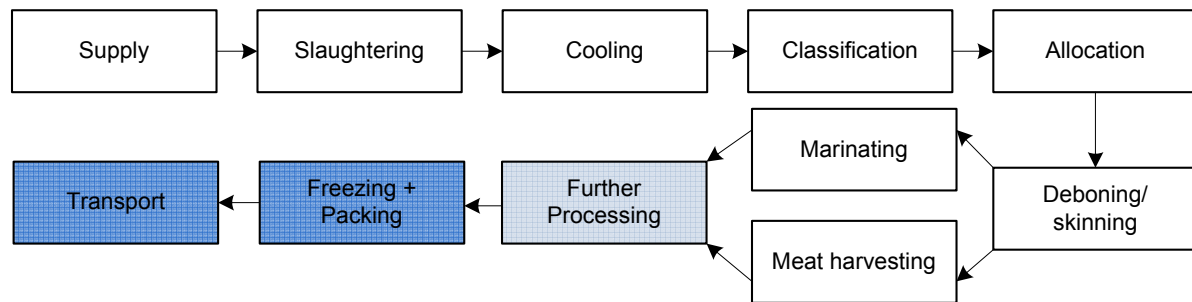 Supply
Slaughtering
Cooling
Classification
Allocation
Marinating
Transport
Freezing +
Packing
Further
Processing
Deboning/
skinning
Meat harvesting